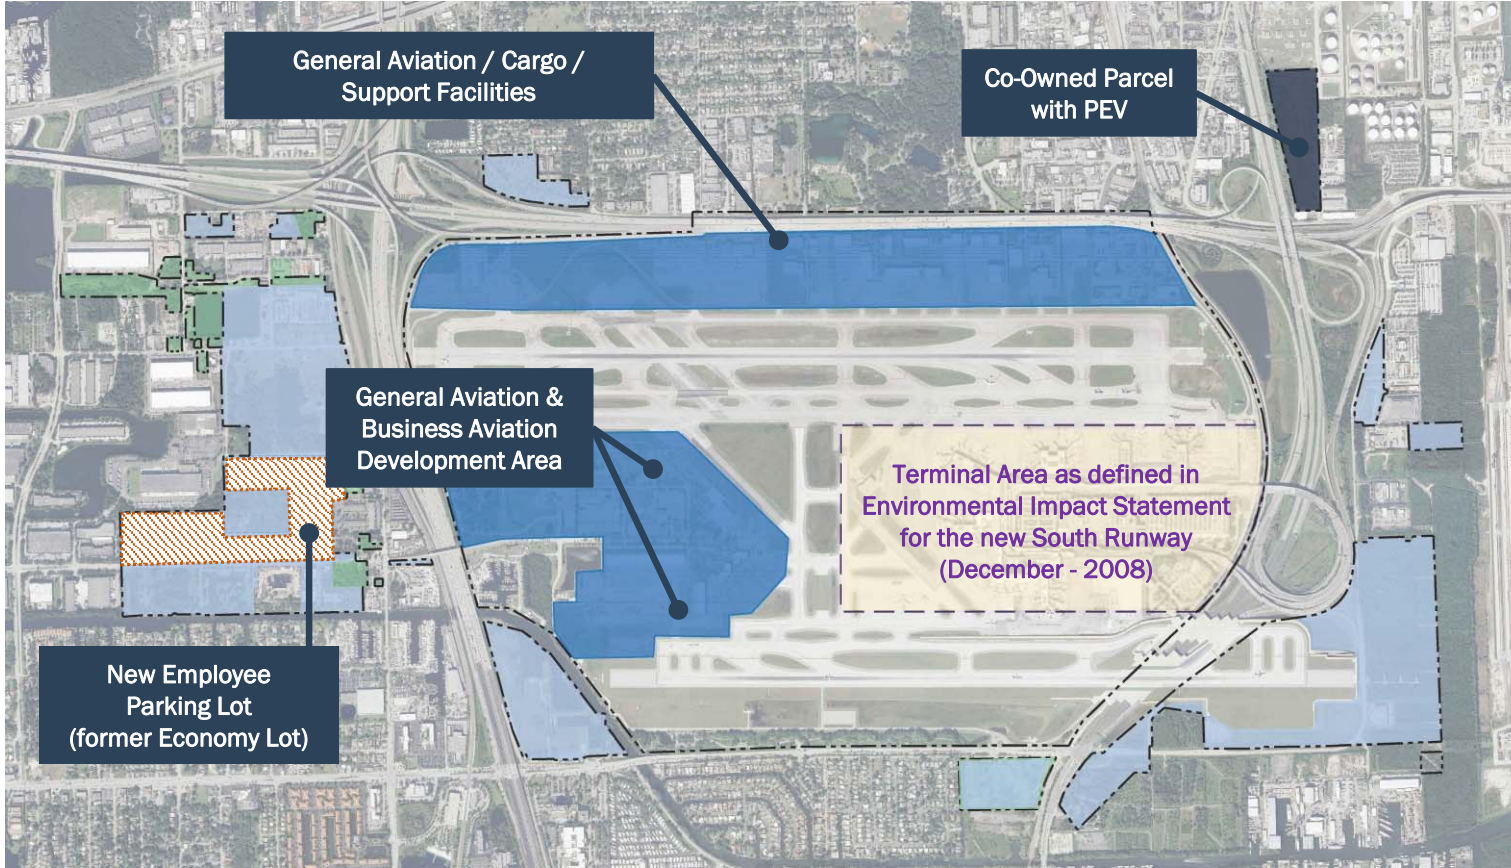 General Aviation / Cargo /
Support Facilities
Co-Owned Parcel
with PEV
General Aviation &
Business Aviation
Development Area
Terminal Area as defined in
Environmental Impact Statement
for the new South Runway
(December - 2008)
New Employee
Parking Lot
(former Economy Lot)